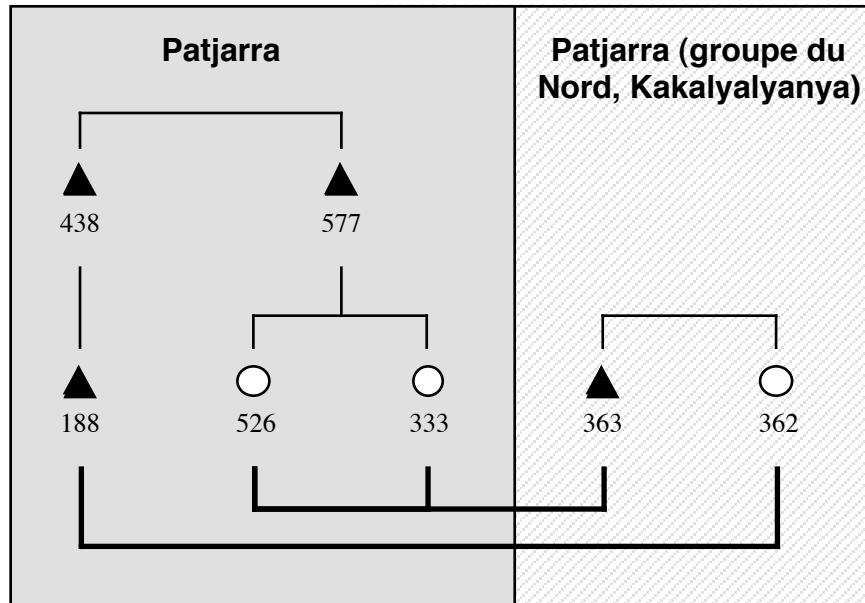 Patjarra
Patjarra (groupe du
Nord, Kakalyalyanya)
438
577
188
526
333
363
362